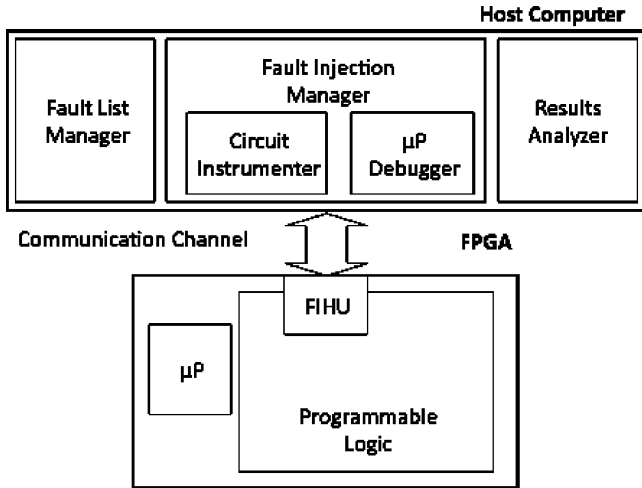 Host Computer
Fault List
Manager
Fault Injection
Manager
Circuit
Instrumenter
μP
Debugger
Results
Analyzer
Communication Channel
FPGA
FIHU
μP
Programmable
Logic